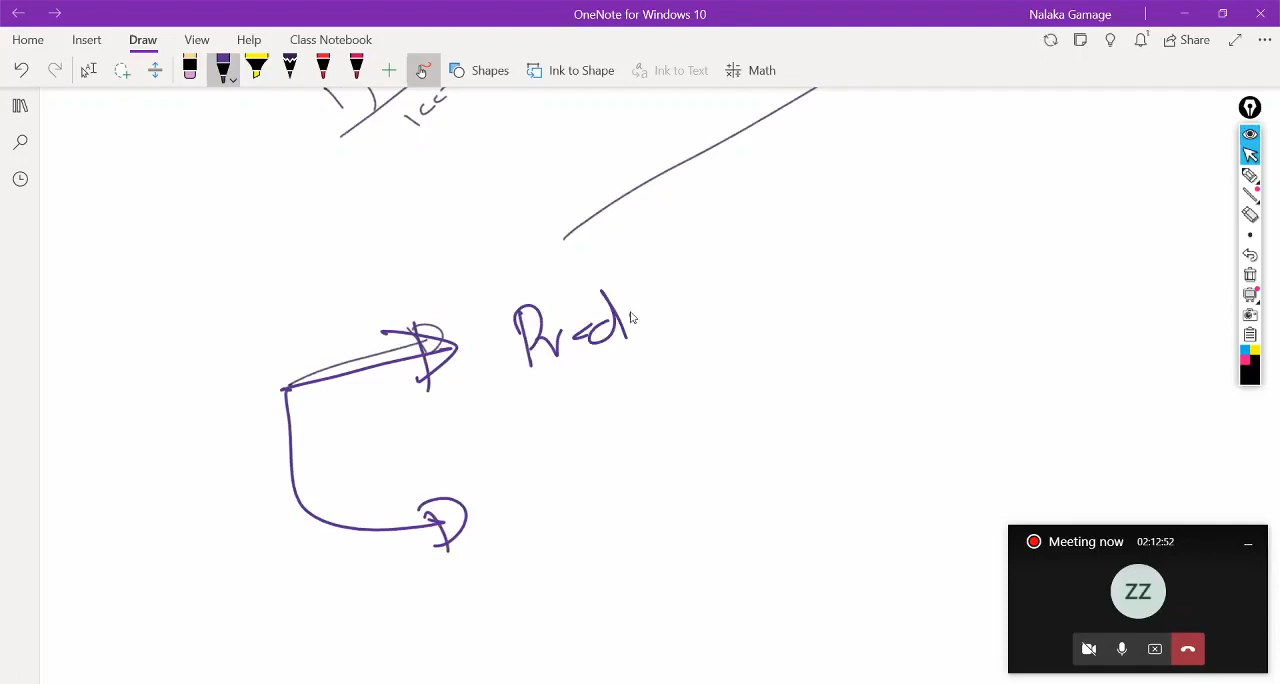 OneNote for Windows 10
Nalaka Gamage
Home Insert Draw View Help Class Notebook
Share
Shapes Ink to Shape Ink to Text Math
Pred
Meeting now 02:12:52
ZZ